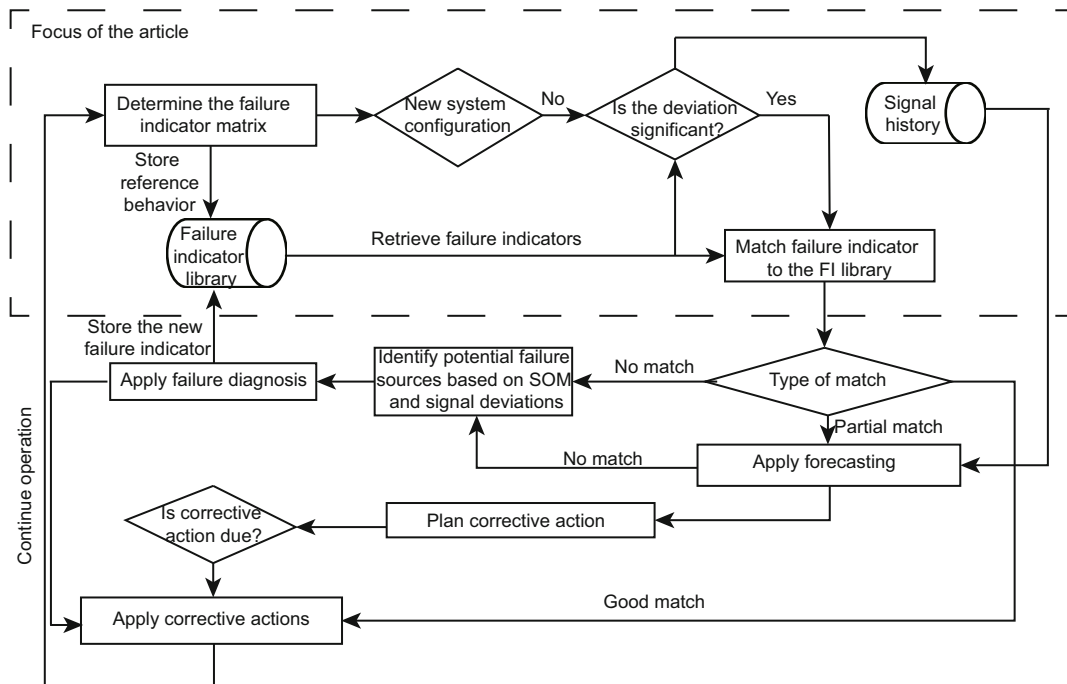 Focus of the article
Determine the failure
indicator matrix
New system
configuration
No
Is the deviation
significant?
Yes
Signal
history
Store
reference
behavior
Failure
indicator
library
Retrieve failure indicators
Match failure indicator
to the FI library
Store the new
failure indicator
Apply failure diagnosis
Identify potential failure
sources based on SOM
and signal deviations
No match
Type of match
Partial match
No match
Apply forecasting
Continue operation
Is corrective
action due?
Plan corrective action
Apply corrective actions
Good match